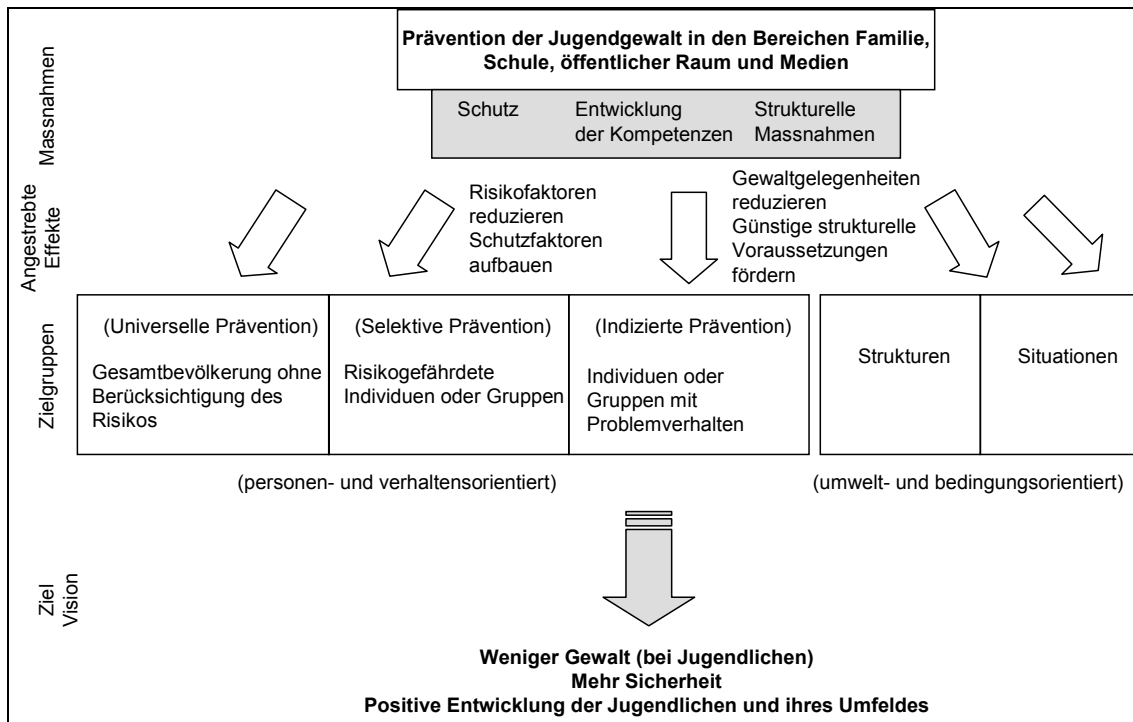 Massnahmen
Prävention der Jugendgewalt in den Bereichen Familie,
Schule, öffentlicher Raum und Medien
Schutz
Entwicklung
der Kompetenzen
Strukturelle
Massnahmen
Angestrebte
Effekte
Risikofaktoren
reduzieren
Schutzfaktoren
aufbauen
Gewaltgelegenheiten
reduzieren
Günstige strukturelle
Voraussetzungen
fördern
Zielgruppen
(Universelle Prävention)
Gesamtbevölkerung ohne
Berücksichtigung des
Risikos
(Selektive Prävention)
Risikogefährdete
Individuen oder Gruppen
(Indizierte Prävention)
Individuen oder
Gruppen mit
Problemverhalten
Strukturen
Situationen
(personen- und verhaltensorientiert)
(umwelt- und bedingungsorientiert)
Ziel
Vision
Weniger Gewalt (bei Jugendlichen)
Mehr Sicherheit
Positive Entwicklung der Jugendlichen und ihres Umfeldes